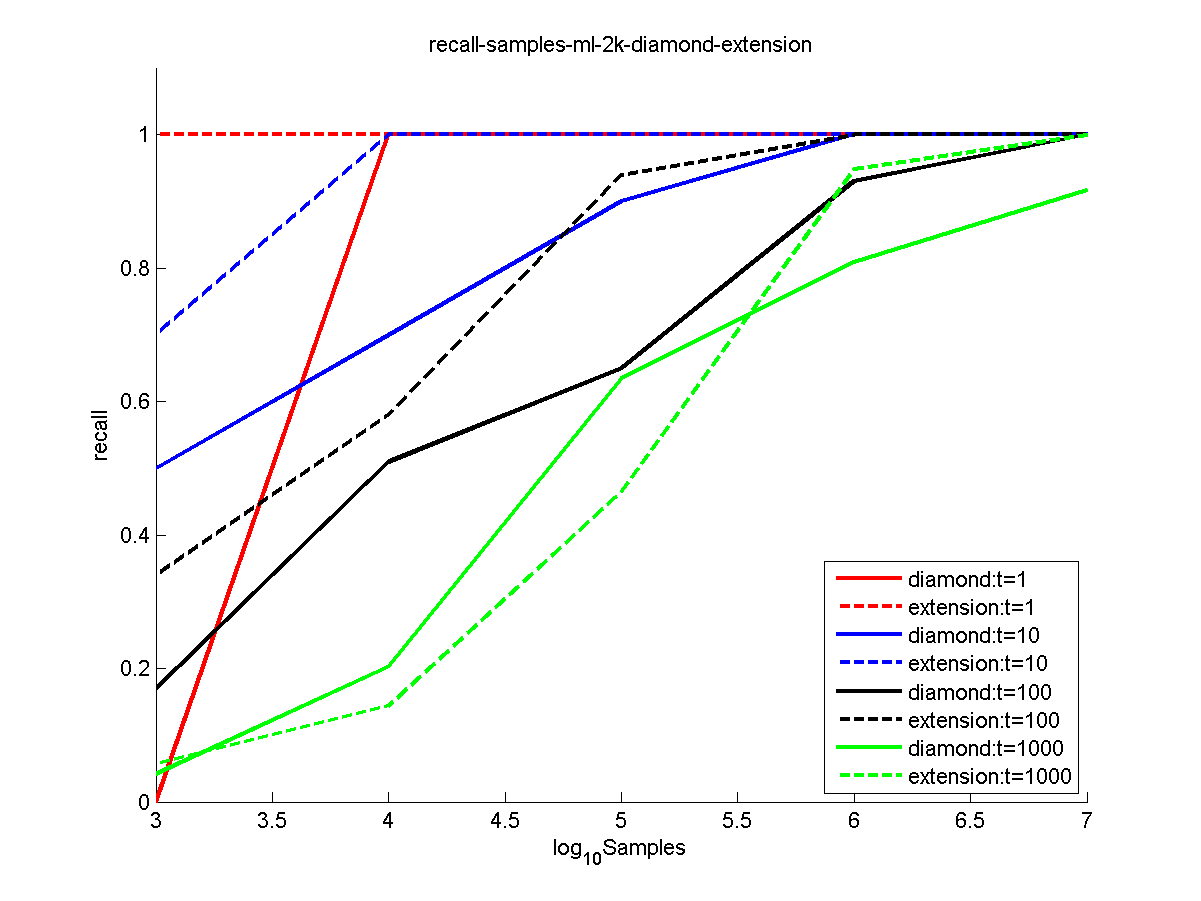 recall-samples-ml-2k-diamond-extension
recall
1
0.8
0.6
0.4
0.2
0
3
3.5
4
4.5
5
5.5
6
6.5
7
log10Samples
diamond:t=1
extension:t=1
diamond:t=10
extension:t=10
diamond:t=100
extension:t=100
diamond:t=1000
extension:t=1000